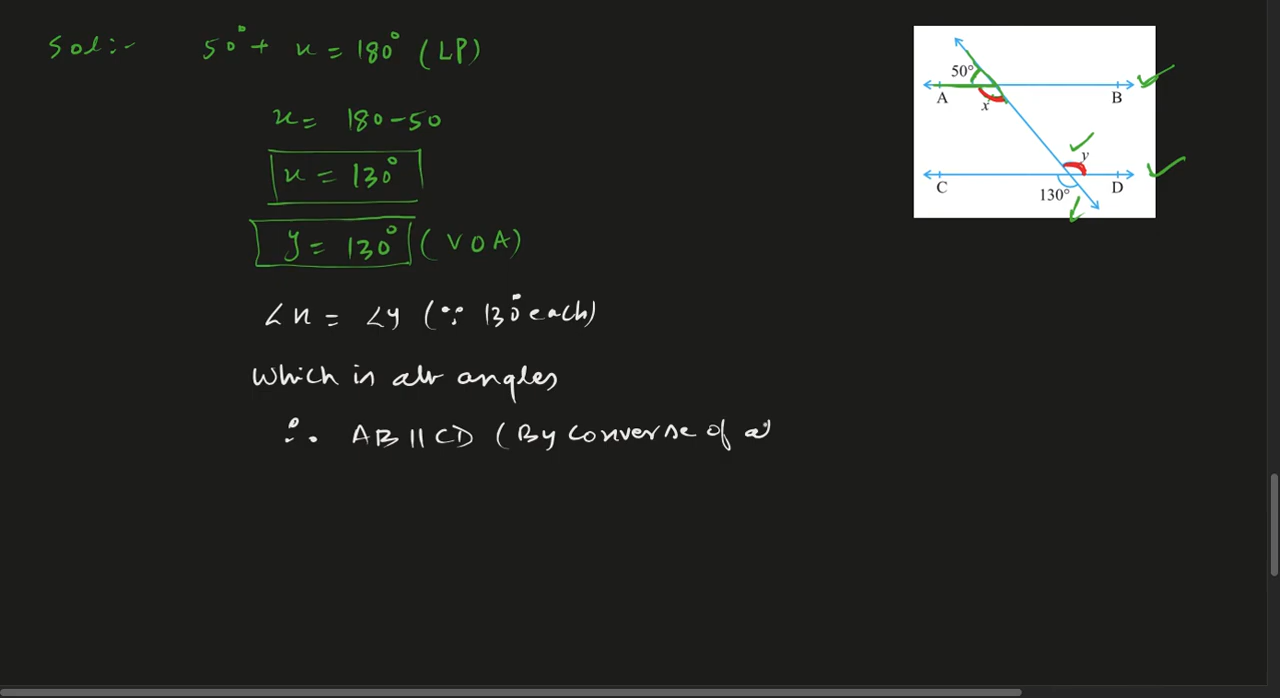 Sol:- 50° + x = 180° (LP)
x = 180-50
x = 130°
y = 130° (VOA)
∠x = ∠y (∵ 130° each)
Which is alt angles
∴ AB || CD (By Converse of a
50°
A B
x
y
C D
130°